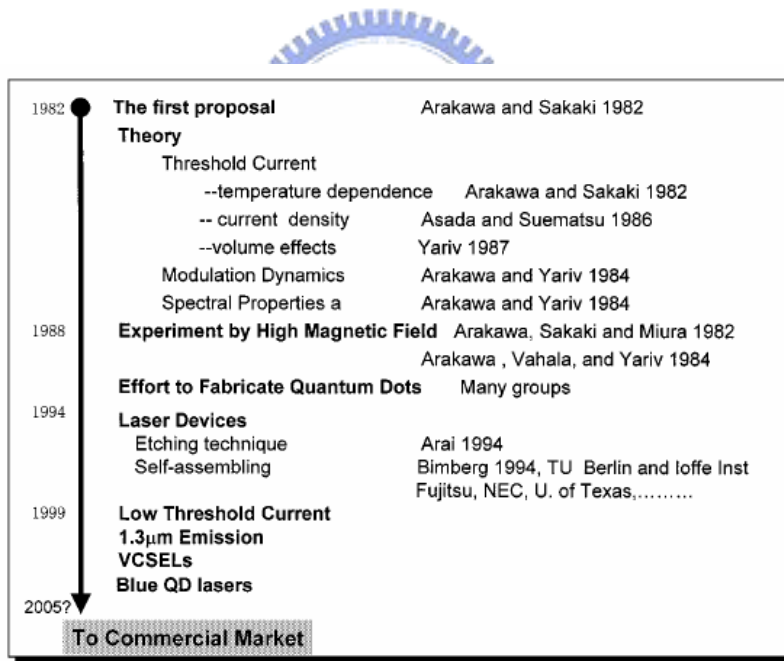 1982 The first proposal Arakawa and Sakaki 1982
Theory
Threshold Current
--temperature dependence Arakawa and Sakaki 1982
-- current density Asada and Suematsu 1986
--volume effects Yariv 1987
Modulation Dynamics Arakawa and Yariv 1984
Spectral Properties a Arakawa and Yariv 1984
1988 Experiment by High Magnetic Field Arakawa, Sakaki and Miura 1982
Arakawa , Vahala, and Yariv 1984
Effort to Fabricate Quantum Dots Many groups
1994
Laser Devices
Etching technique Arai 1994
Self-assembling Bimberg 1994, TU Berlin and Ioffe Inst
Fujitsu, NEC, U. of Texas,.........
1999 Low Threshold Current
1.3μm Emission
VCSELs
Blue QD lasers
2005?
To Commercial Market